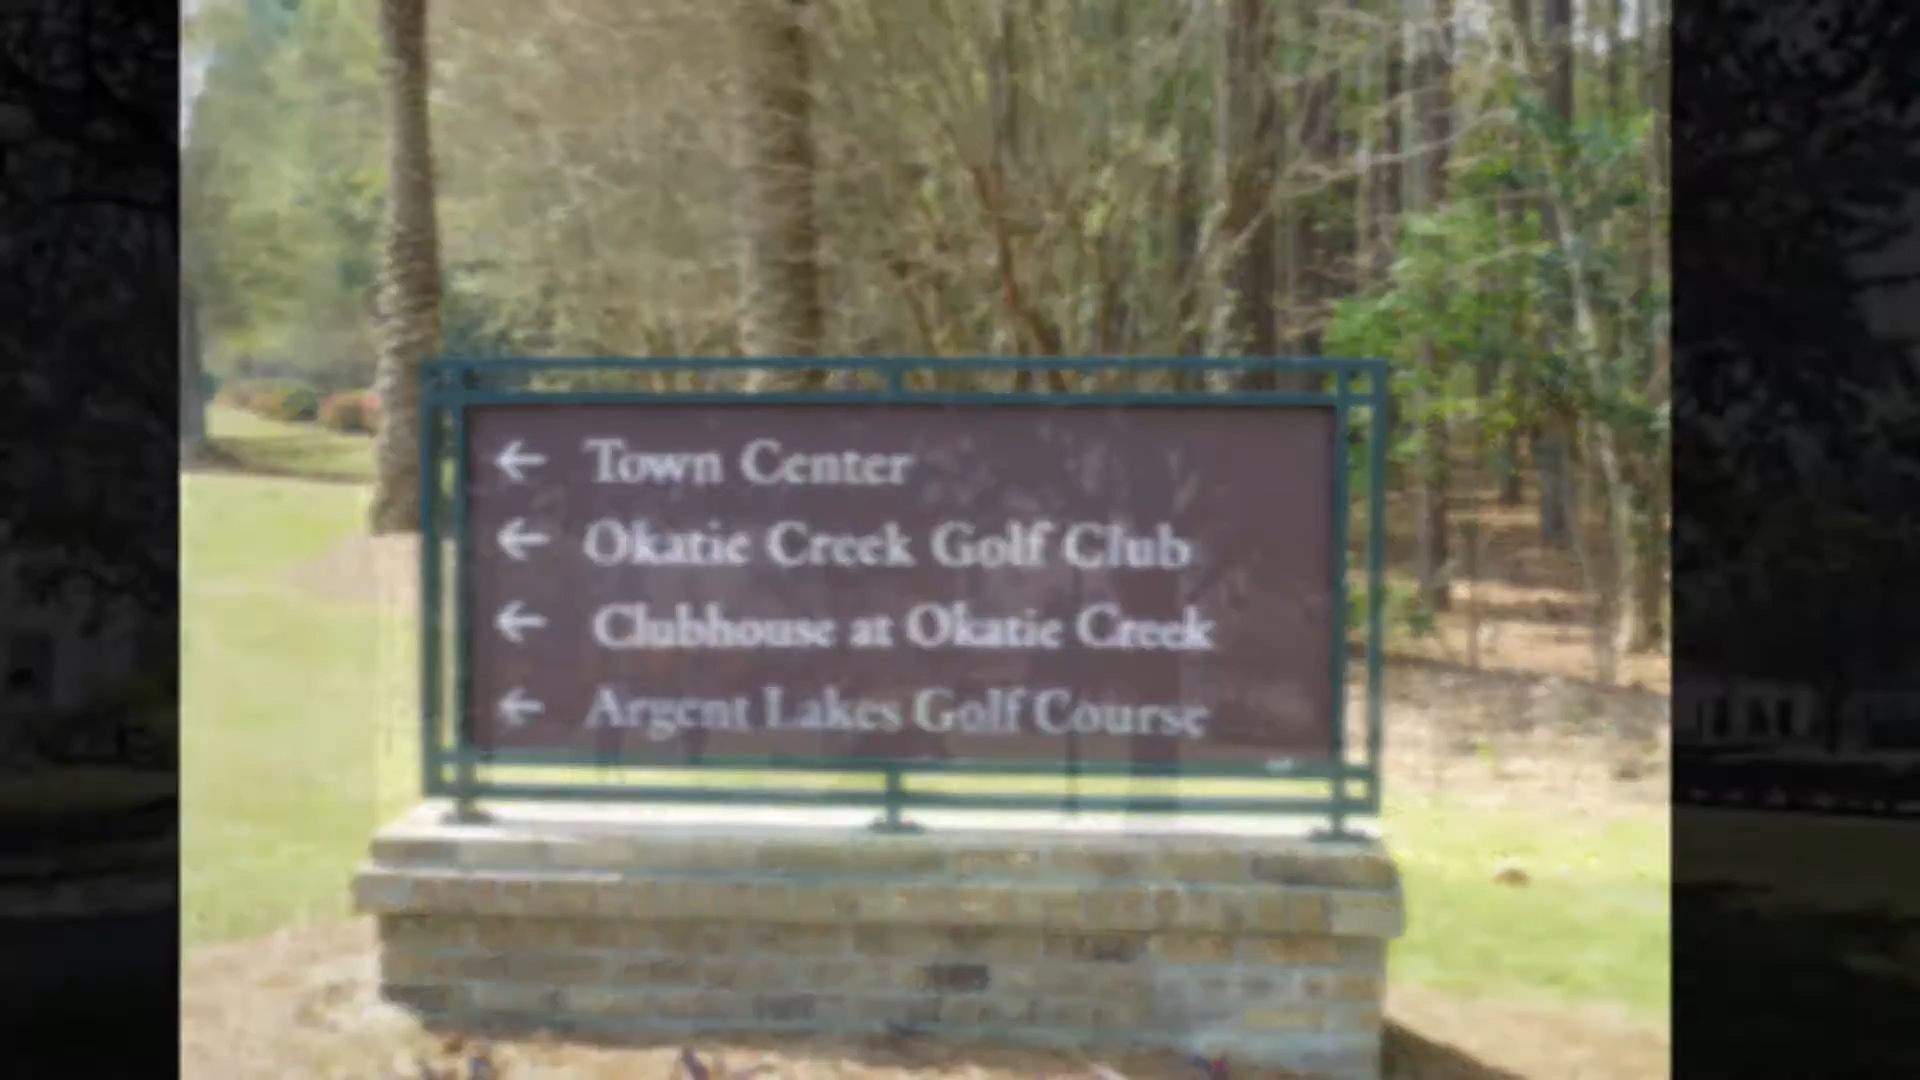 ← Town Center
← Okatie Creek Golf Club
← Clubhouse at Okatie Creek
← Argent Lakes Golf Course